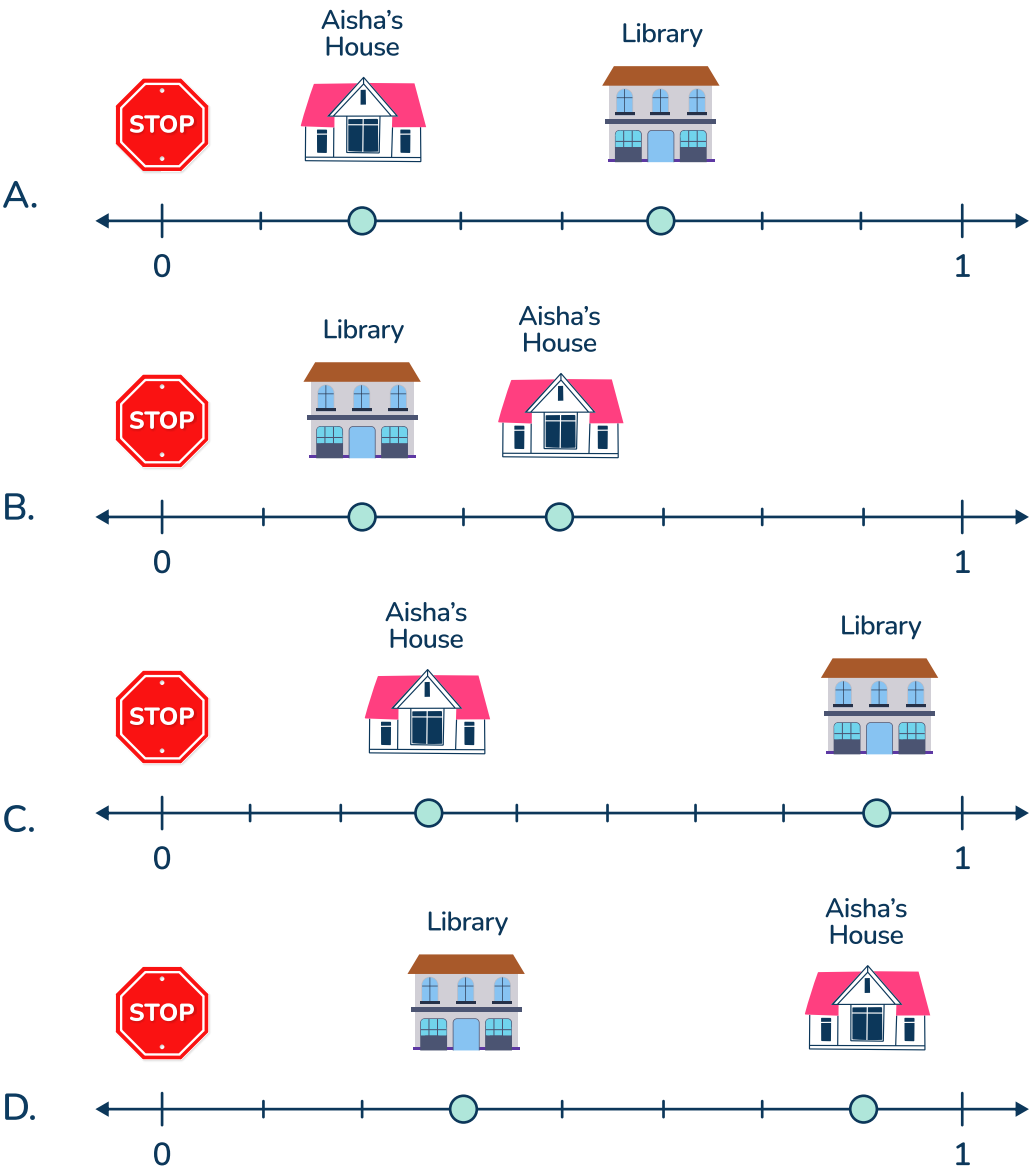 Aisha’s
House
Library
STOP
A.
0
1
Library
Aisha’s
House
STOP
B.
0
1
Aisha’s
House
Library
STOP
C.
0
1
Library
Aisha’s
House
STOP
D.
0
1